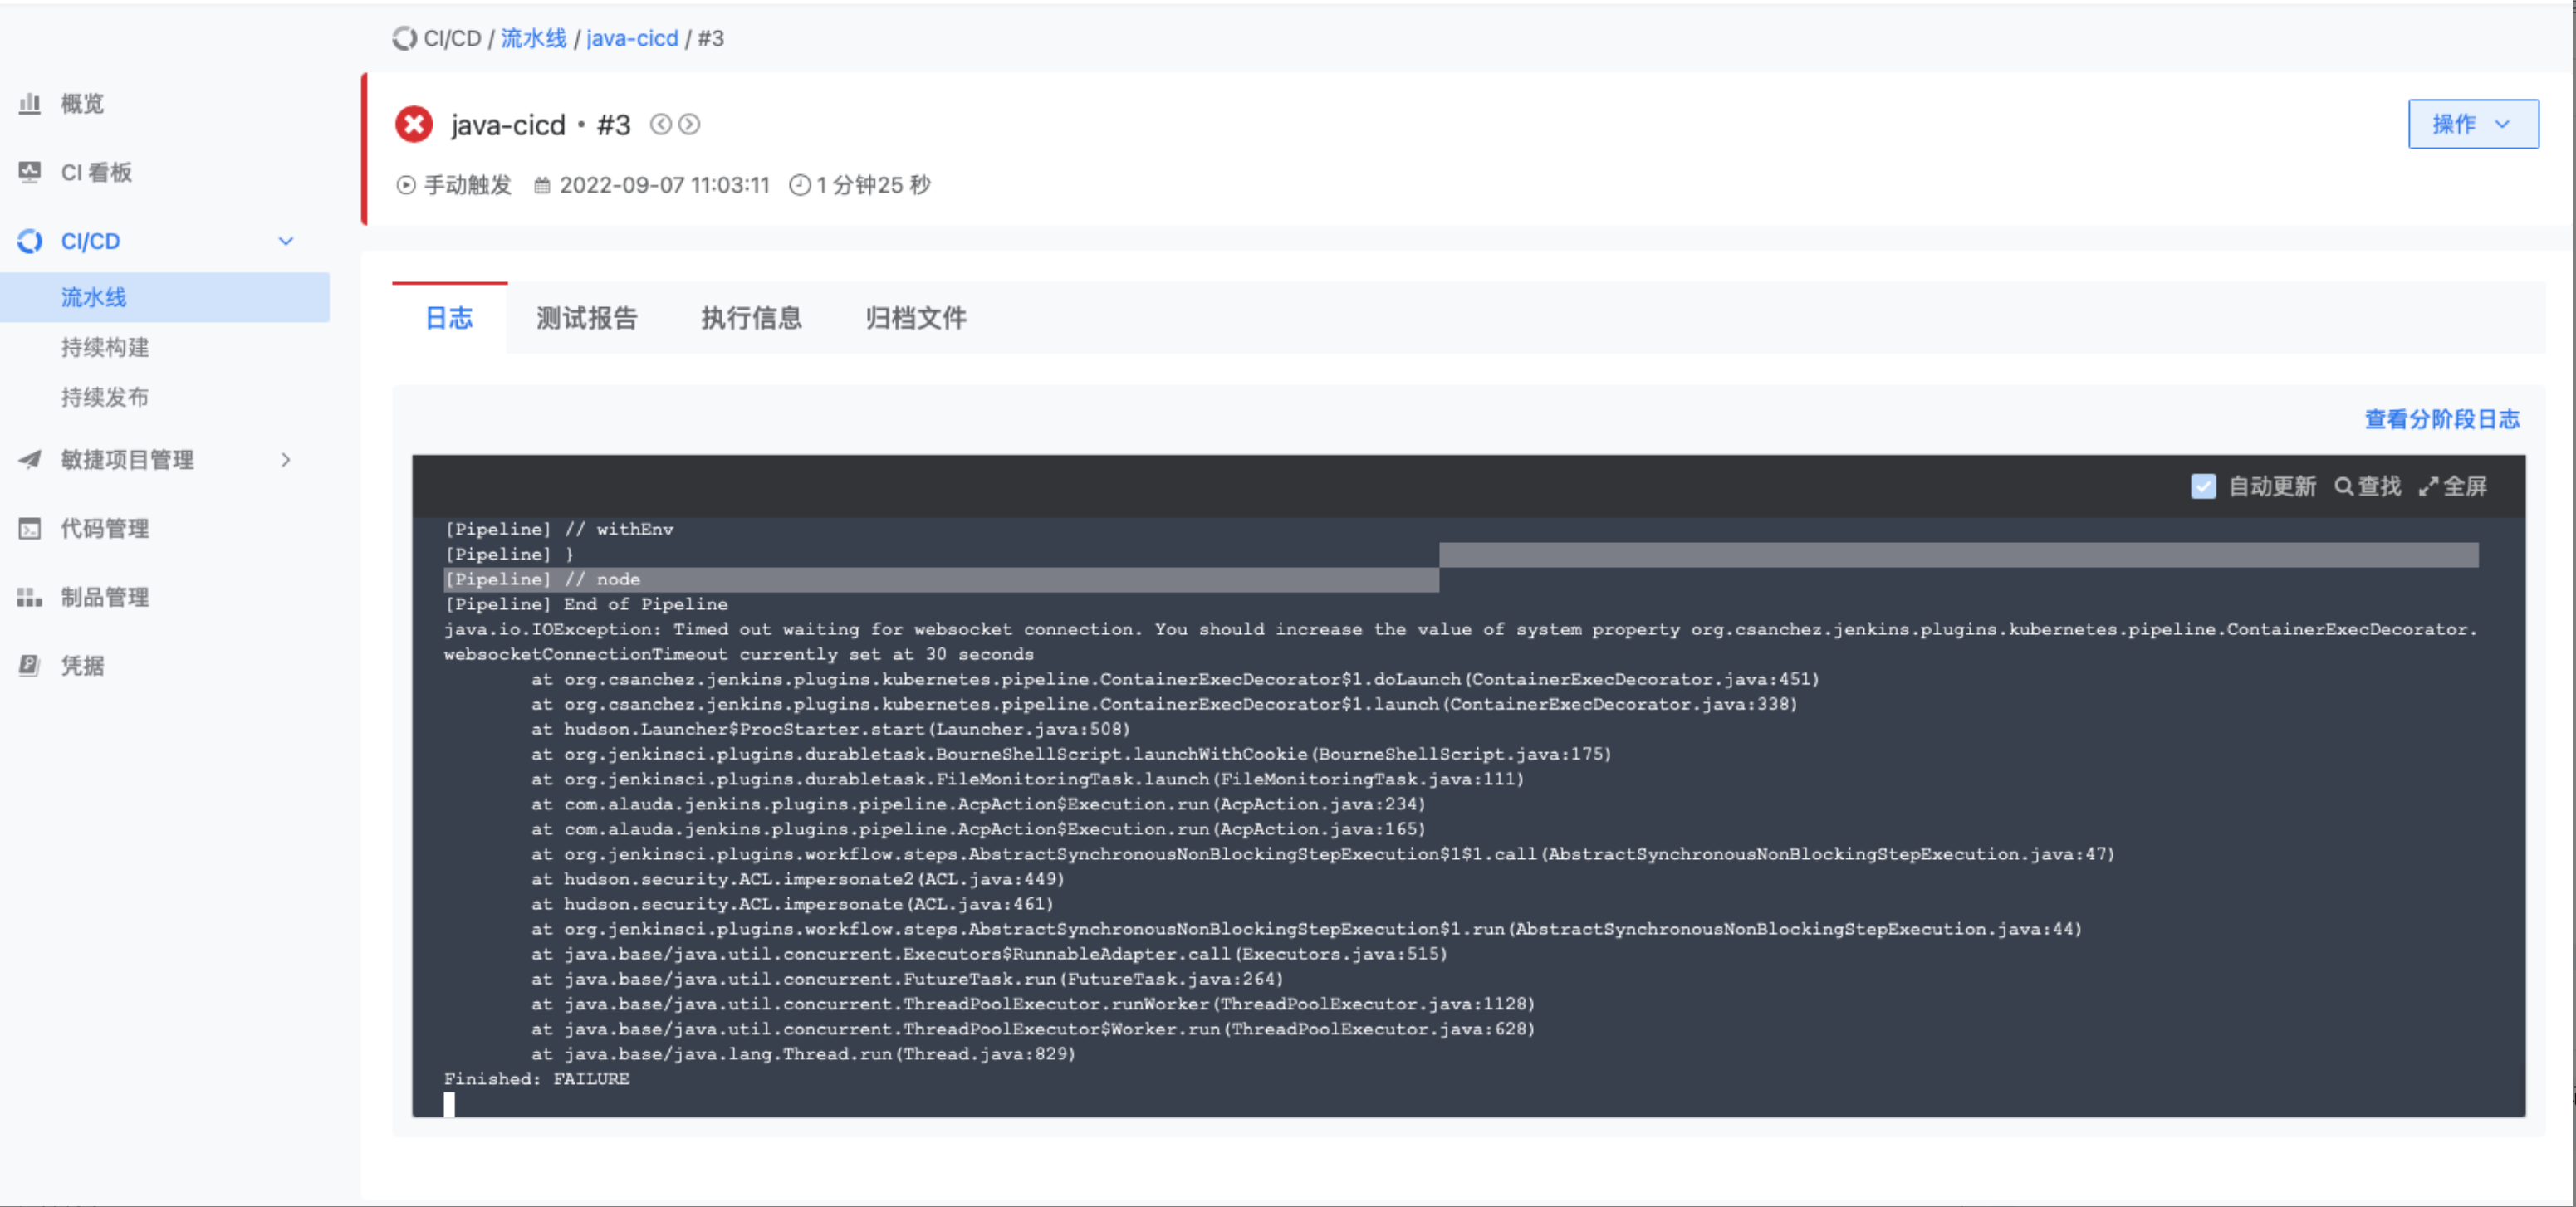 CI/CD / 流水线 / java-cicd / #3
概览
CI 看板
CI/CD
流水线
持续构建
持续发布
敏捷项目管理
代码管理
制品管理
凭据
java-cicd • #3
操作
手动触发 2022-09-07 11:03:11 1 分钟25 秒
日志 测试报告 执行信息 归档文件
查看分阶段日志
自动更新 查找 全屏
[Pipeline] // withEnv
[Pipeline] }
[Pipeline] // node
[Pipeline] End of Pipeline
java.io.IOException: Timed out waiting for websocket connection. You should increase the value of system property org.csanchez.jenkins.plugins.kubernetes.pipeline.ContainerExecDecorator.
websocketConnectionTimeout currently set at 30 seconds
at org.csanchez.jenkins.plugins.kubernetes.pipeline.ContainerExecDecorator$1.doLaunch(ContainerExecDecorator.java:451)
at org.csanchez.jenkins.plugins.kubernetes.pipeline.ContainerExecDecorator$1.launch(ContainerExecDecorator.java:338)
at hudson.Launcher$ProcStarter.start(Launcher.java:508)
at org.jenkinsci.plugins.durabletask.BourneShellScript.launchWithCookie(BourneShellScript.java:175)
at org.jenkinsci.plugins.durabletask.FileMonitoringTask.launch(FileMonitoringTask.java:111)
at com.alauda.jenkins.plugins.pipeline.AcpAction$Execution.run(AcpAction.java:234)
at com.alauda.jenkins.plugins.pipeline.AcpAction$Execution.run(AcpAction.java:165)
at org.jenkinsci.plugins.workflow.steps.AbstractSynchronousNonBlockingStepExecution$1$1.call(AbstractSynchronousNonBlockingStepExecution.java:47)
at hudson.security.ACL.impersonate2(ACL.java:449)
at hudson.security.ACL.impersonate(ACL.java:461)
at org.jenkinsci.plugins.workflow.steps.AbstractSynchronousNonBlockingStepExecution$1.run(AbstractSynchronousNonBlockingStepExecution.java:44)
at java.base/java.util.concurrent.Executors$RunnableAdapter.call(Executors.java:515)
at java.base/java.util.concurrent.FutureTask.run(FutureTask.java:264)
at java.base/java.util.concurrent.ThreadPoolExecutor.runWorker(ThreadPoolExecutor.java:1128)
at java.base/java.util.concurrent.ThreadPoolExecutor$Worker.run(ThreadPoolExecutor.java:628)
at java.base/java.lang.Thread.run(Thread.java:829)
Finished: FAILURE